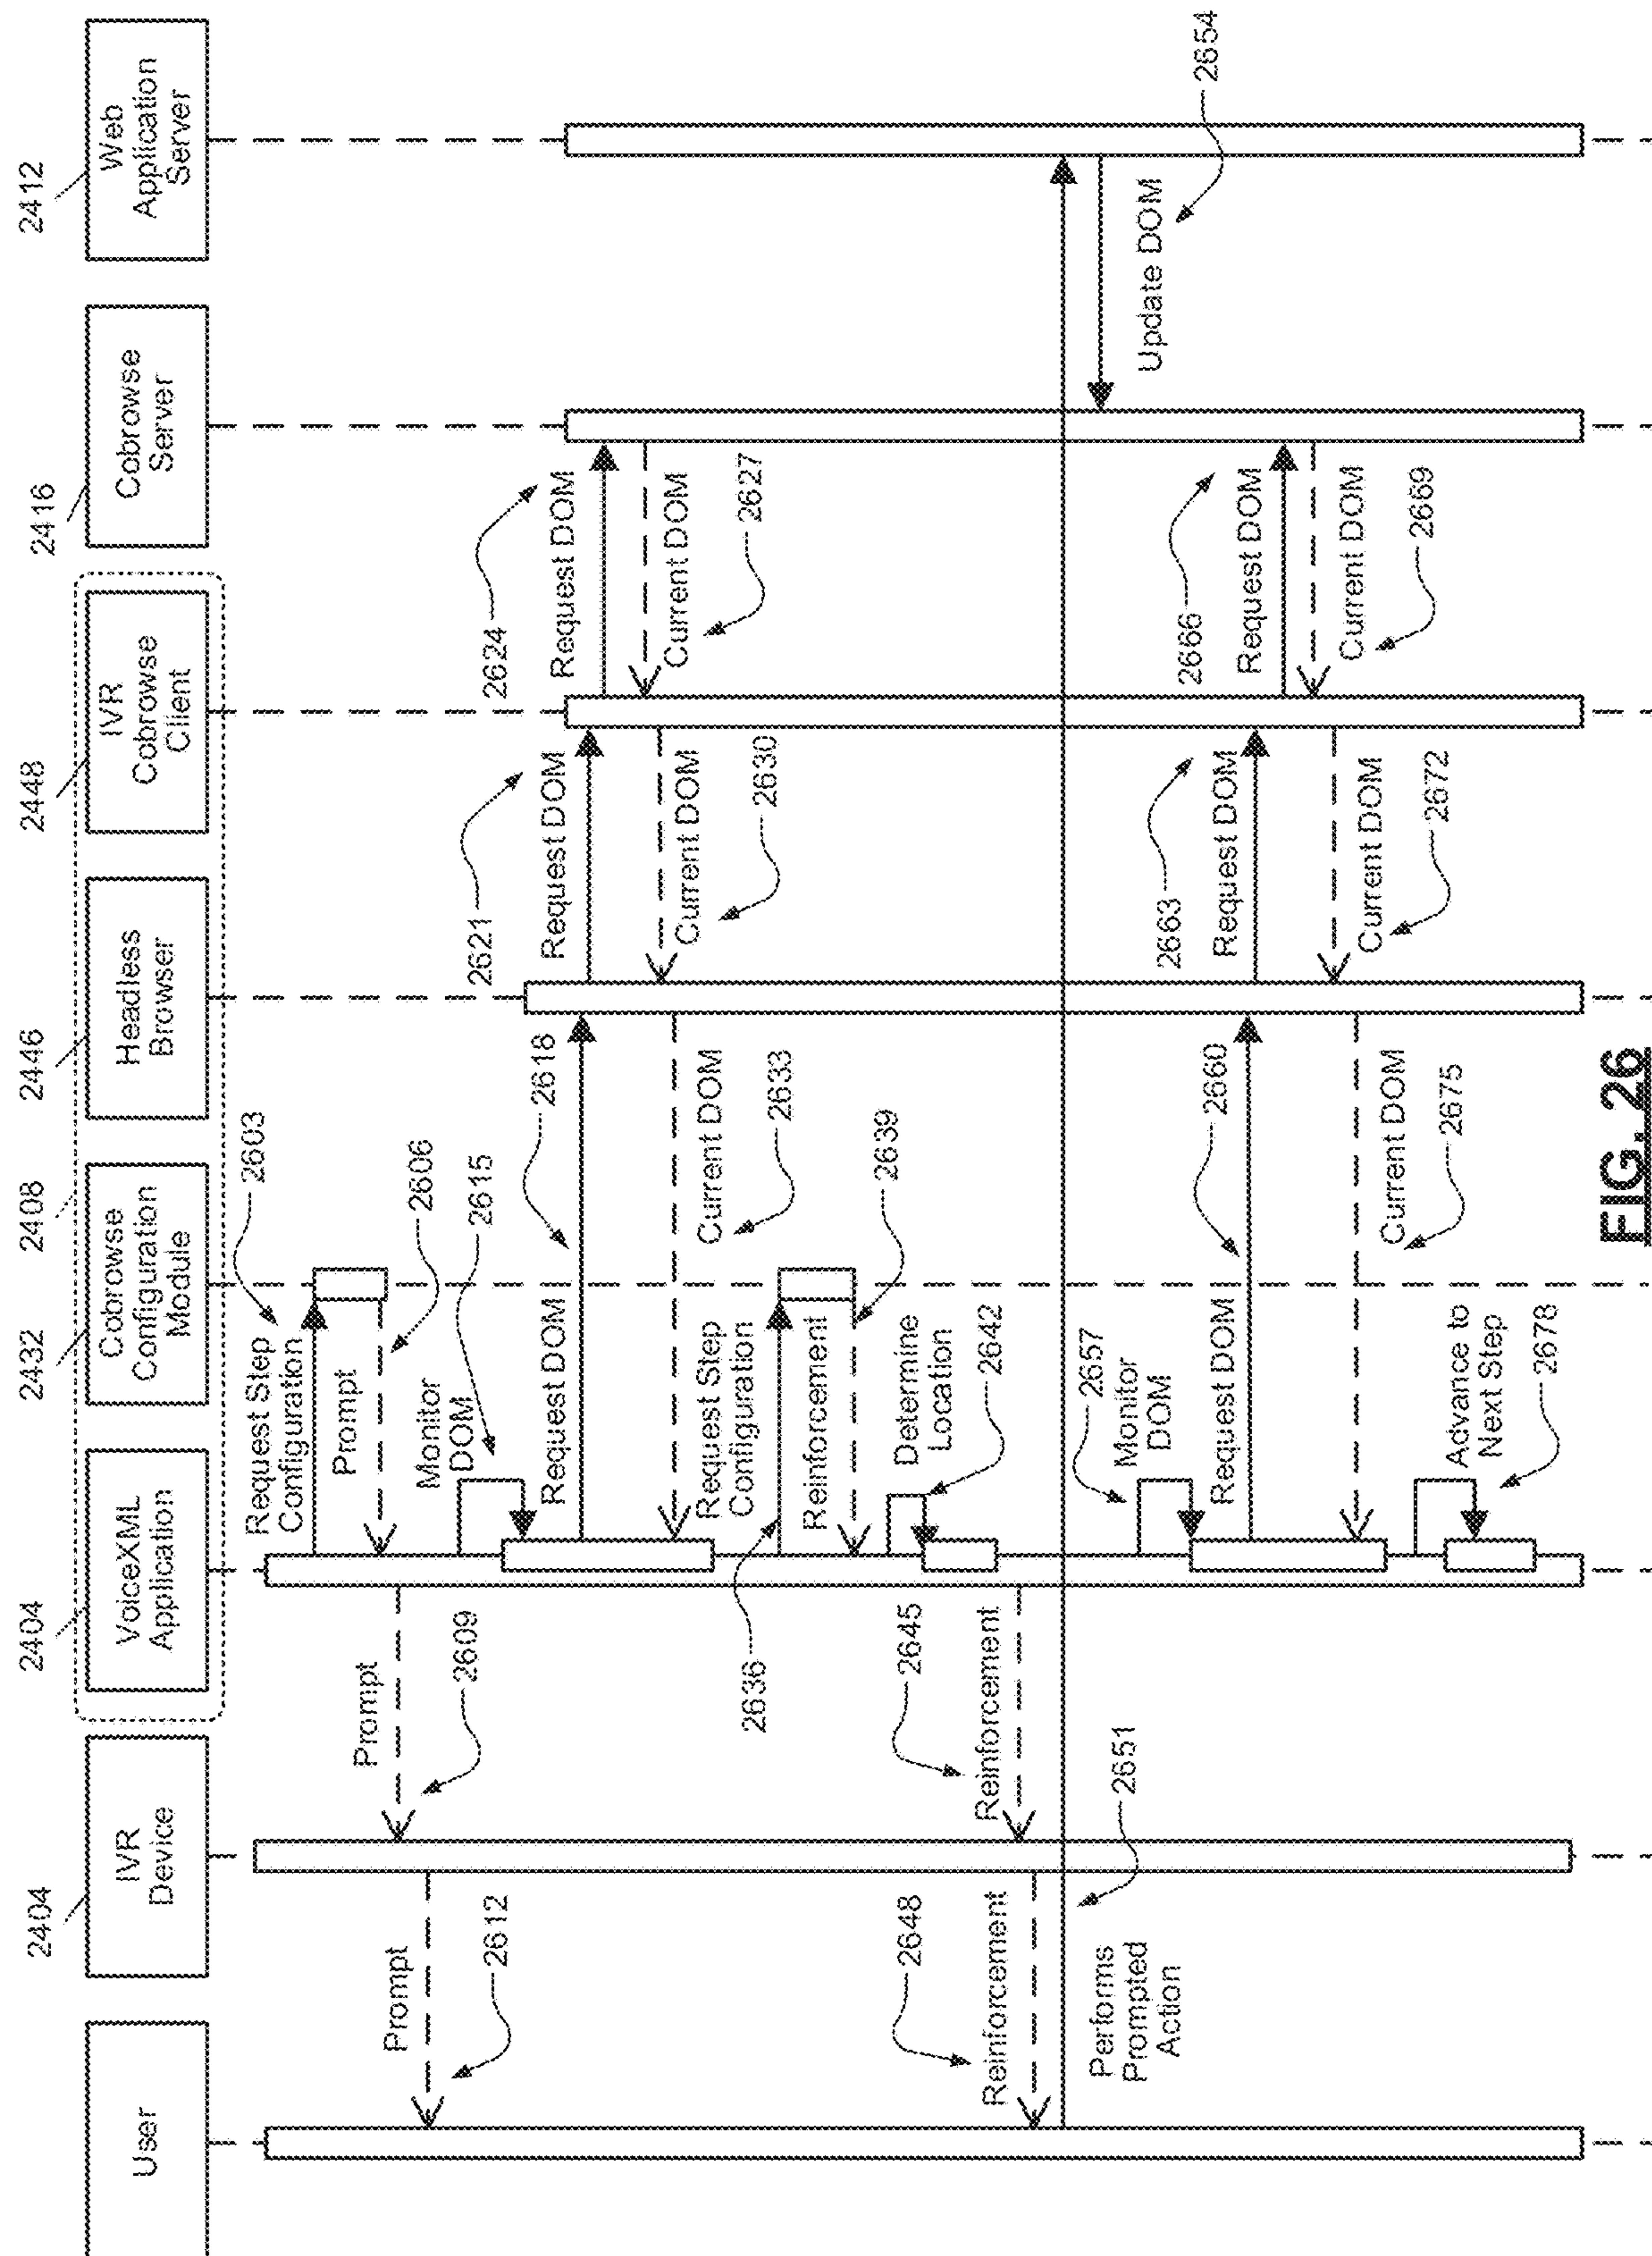 User
2404
IVR
Device
2404
VoiceXML
Application
2432
Cobrowse
Configuration
Module
2408
2446
Headless
Browser
2448
IVR
Cobrowse
Client
2416
Cobrowse
Server
2412
Web
Application
Server
Request Step
Configuration
2603
Prompt
2606
Prompt
2609
Prompt
2612
Monitor
DOM
2615
Request DOM
2618
Request DOM
2621
Request DOM
2624
Current DOM
2627
Current DOM
2630
Current DOM
2633
Request Step
Configuration
2636
Reinforcement
2639
Determine
Location
2642
Reinforcement
2645
Reinforcement
2648
Performs
Prompted
Action
2651
Update DOM
2654
Monitor
DOM
2657
Request DOM
2660
Request DOM
2663
Request DOM
2666
Current DOM
2669
Current DOM
2672
Current DOM
2675
Advance to
Next Step
2678
FIG. 26